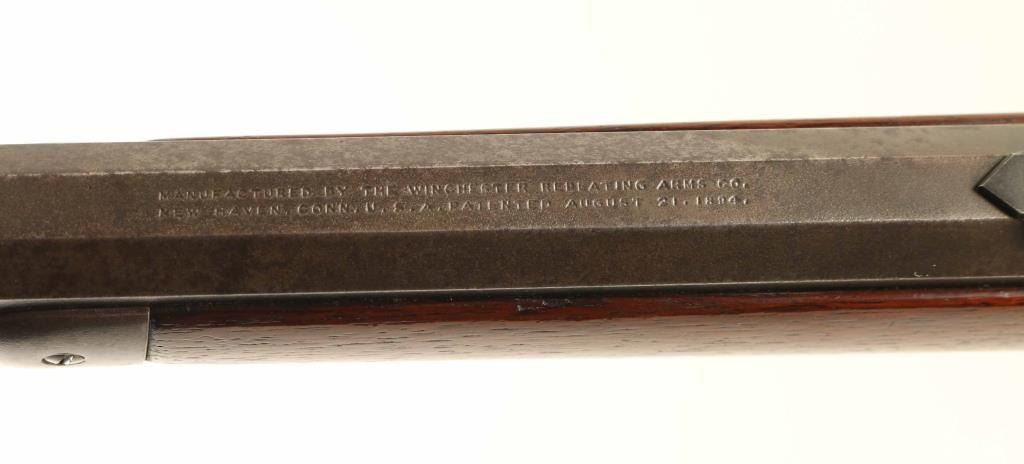 MANUFACTURED BY THE WINCHESTER REPEATING ARMS CO.
NEW HAVEN. CONN. U. S. A. PATENTED AUGUST 21. 1894.